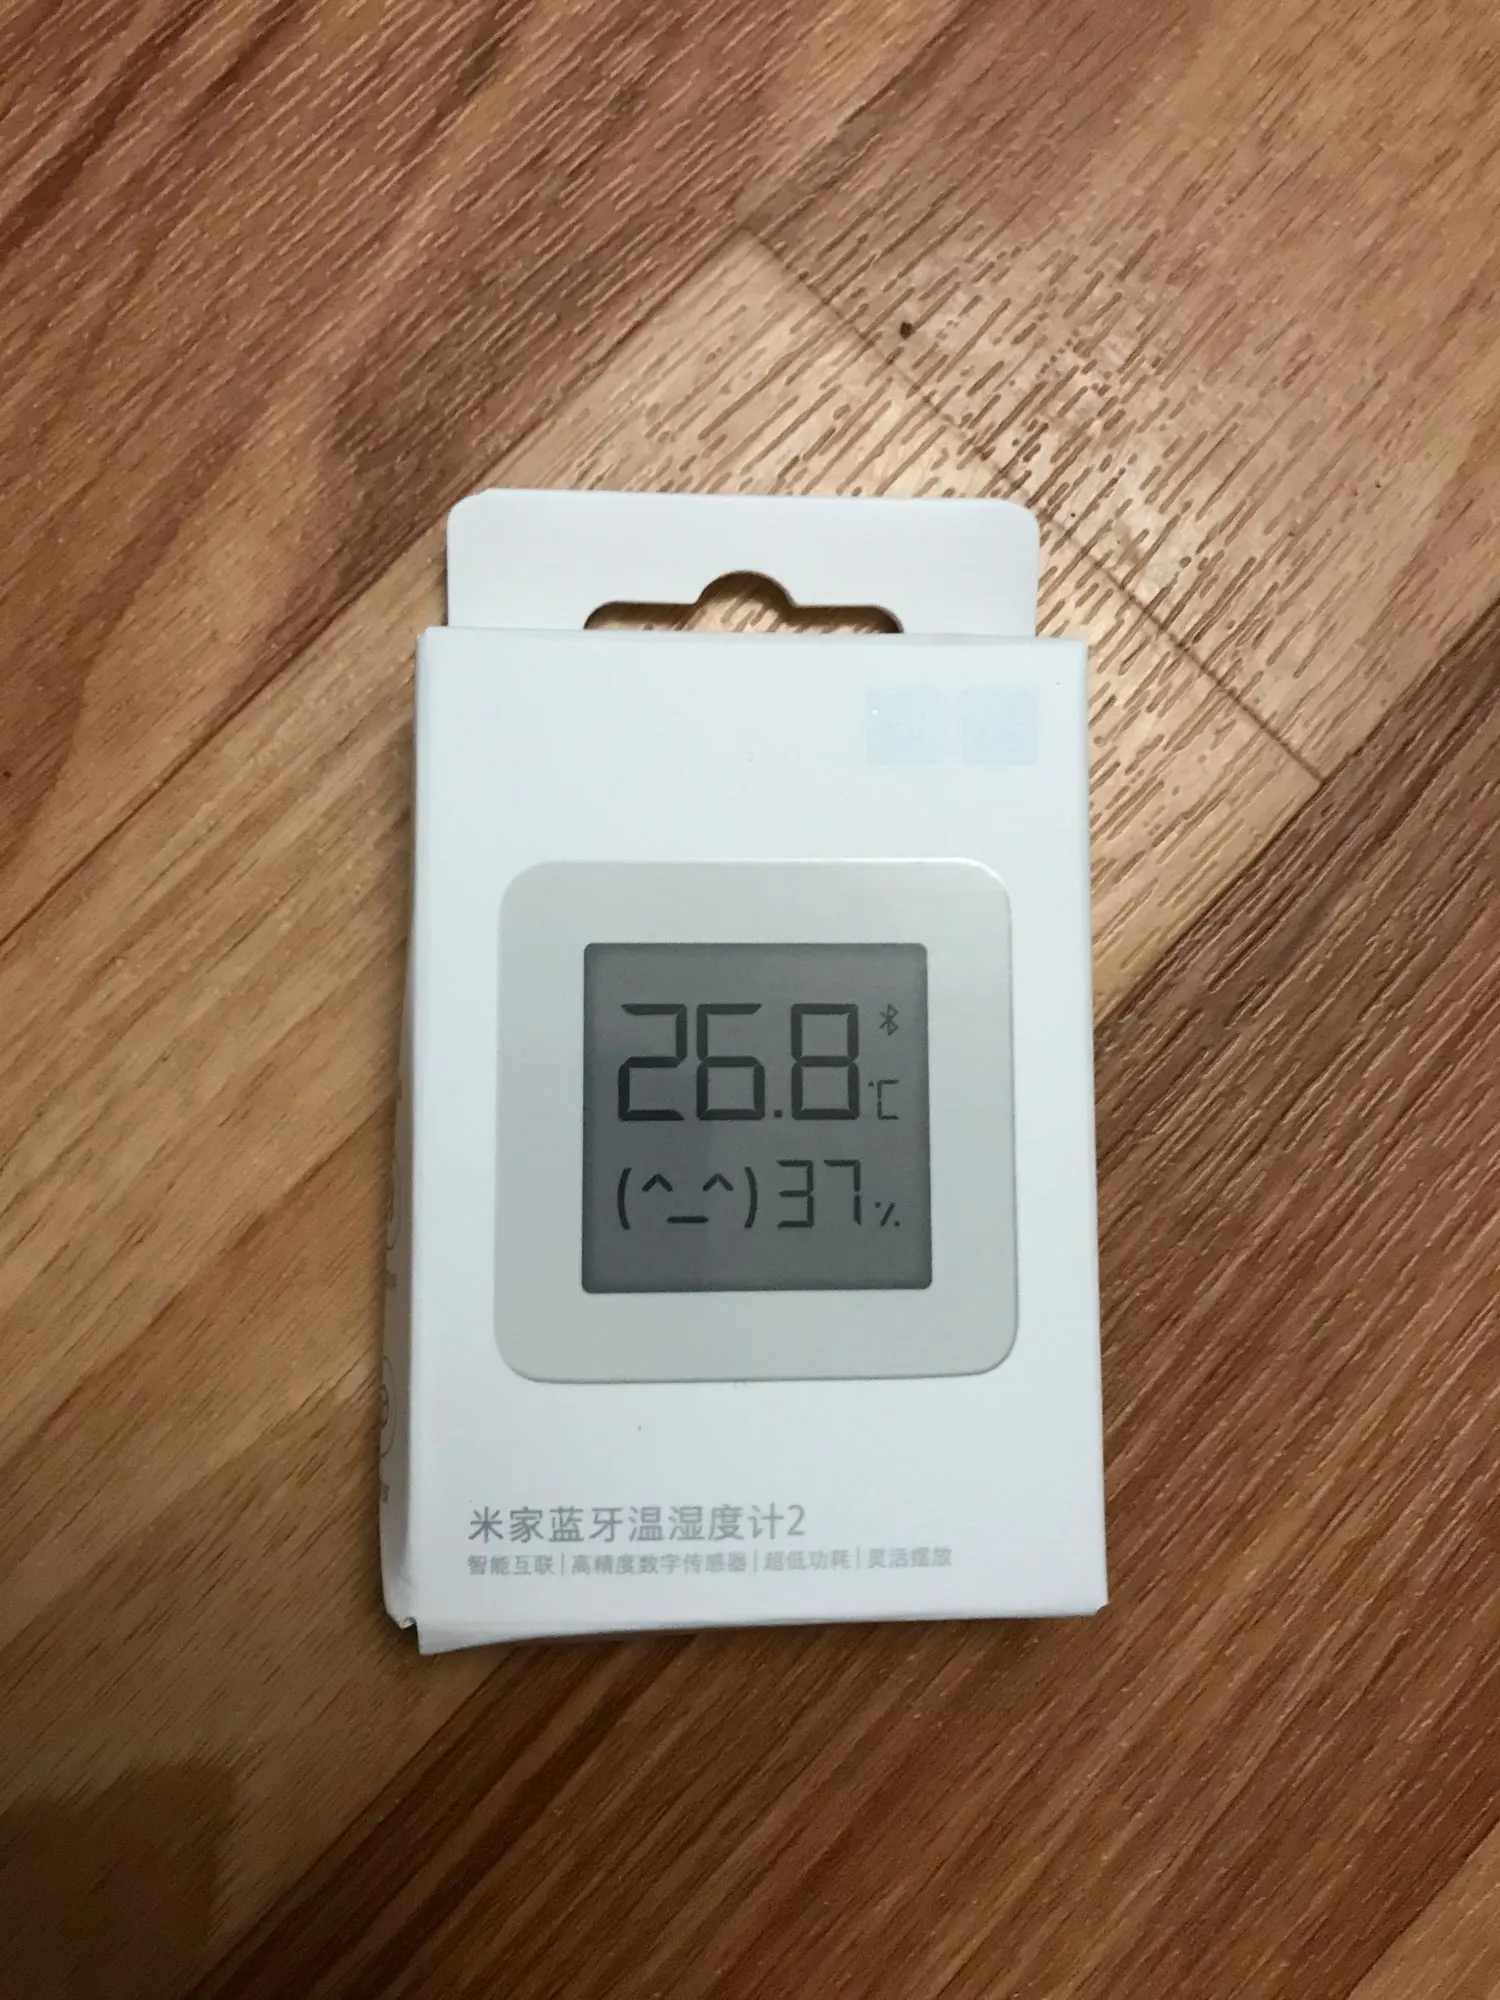 26.8 ℃
(^_^) 37 %
米家蓝牙温湿度计2
智能互联 | 高精度数字传感器 | 超低功耗 | 灵活摆放